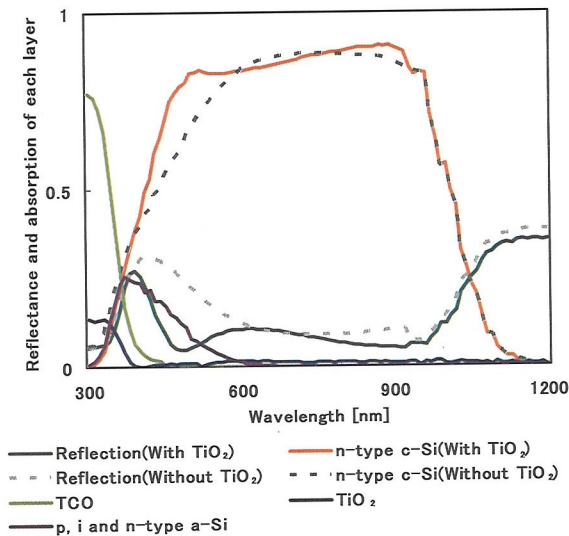 Reflectance and absorption of each layer
1
0.5
0
300
600
900
1200
Wavelength [nm]
Reflection(With TiO₂)
n-type c-Si(With TiO₂)
Reflection(Without TiO₂)
n-type c-Si(Without TiO₂)
TCO
TiO₂
p, i and n-type a-Si